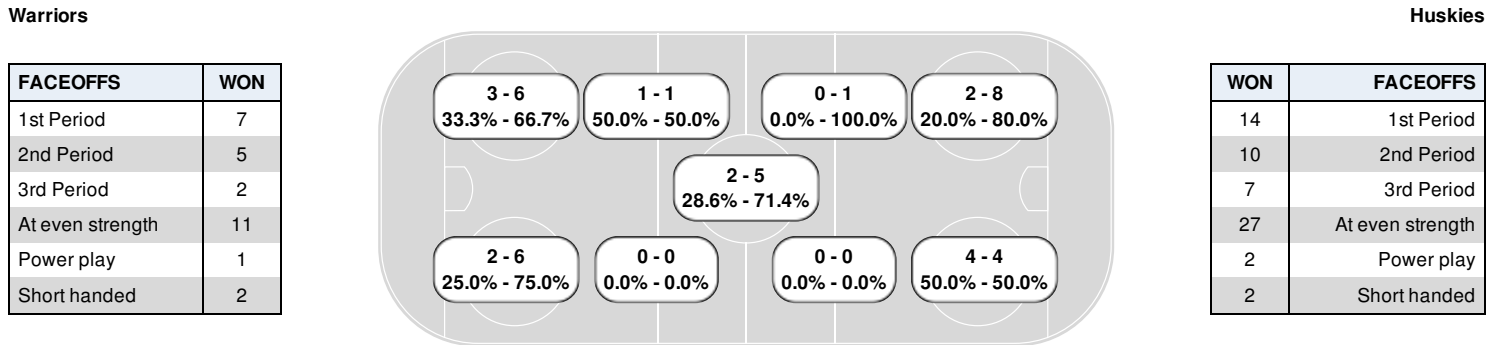 Warriors
Huskies
FACEOFFS WON
1st Period 7
2nd Period 5
3rd Period 2
At even strength 11
Power play 1
Short handed 2
3 - 6
33.3% - 66.7%
1 - 1
50.0% - 50.0%
0 - 1
0.0% - 100.0%
2 - 8
20.0% - 80.0%
2 - 5
28.6% - 71.4%
2 - 6
25.0% - 75.0%
0 - 0
0.0% - 0.0%
0 - 0
0.0% - 0.0%
4 - 4
50.0% - 50.0%
WON FACEOFFS
14 1st Period
10 2nd Period
7 3rd Period
27 At even strength
2 Power play
2 Short handed